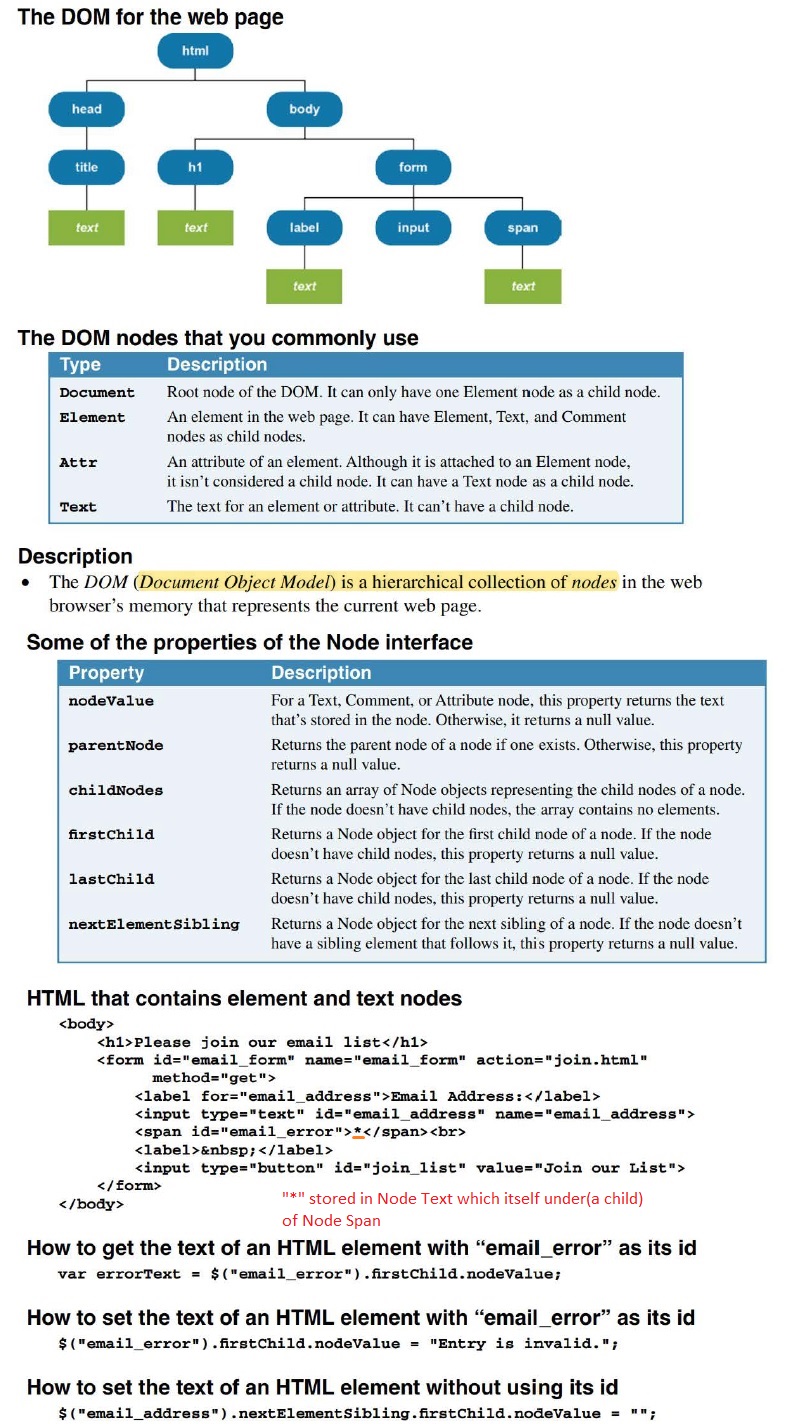 The DOM for the web page
html
head
body
title
h1
form
text
text
label
input
span
text
text
The DOM nodes that you commonly use
Type Description
Document Root node of the DOM. It can only have one Element node as a child node.
Element An element in the web page. It can have Element, Text, and Comment
nodes as child nodes.
Attr An attribute of an element. Although it is attached to an Element node,
it isn't considered a child node. It can have a Text node as a child node.
Text The text for an element or attribute. It can't have a child node.
Description
• The DOM (Document Object Model) is a hierarchical collection of nodes in the web
browser's memory that represents the current web page.
Some of the properties of the Node interface
Property Description
nodeValue For a Text, Comment, or Attribute node, this property returns the text
that's stored in the node. Otherwise, it returns a null value.
parentNode Returns the parent node of a node if one exists. Otherwise, this property
returns a null value.
childNodes Returns an array of Node objects representing the child nodes of a node.
If the node doesn't have child nodes, the array contains no elements.
firstChild Returns a Node object for the first child node of a node. If the node
doesn't have child nodes, this property returns a null value.
lastChild Returns a Node object for the last child node of a node. If the node
doesn't have child nodes, this property returns a null value.
nextElementSibling Returns a Node object for the next sibling of a node. If the node doesn't
have a sibling element that follows it, this property returns a null value.
HTML that contains element and text nodes
<body>
<h1>Please join our email list</h1>
<form id="email_form" name="email_form" action="join.html"
method="get">
<label for="email_address">Email Address:</label>
<input type="text" id="email_address" name="email_address">
<span id="email_error">*</span><br>
<label>&nbsp;</label>
<input type="button" id="join_list" value="Join our List">
</form>
</body>
"*" stored in Node Text which itself under(a child)
of Node Span
How to get the text of an HTML element with “email_error” as its id
var errorText = $("email_error").firstChild.nodeValue;
How to set the text of an HTML element with “email_error” as its id
$("email_error").firstChild.nodeValue = "Entry is invalid.";
How to set the text of an HTML element without using its id
$("email_address").nextElementSibling.firstChild.nodeValue = "";